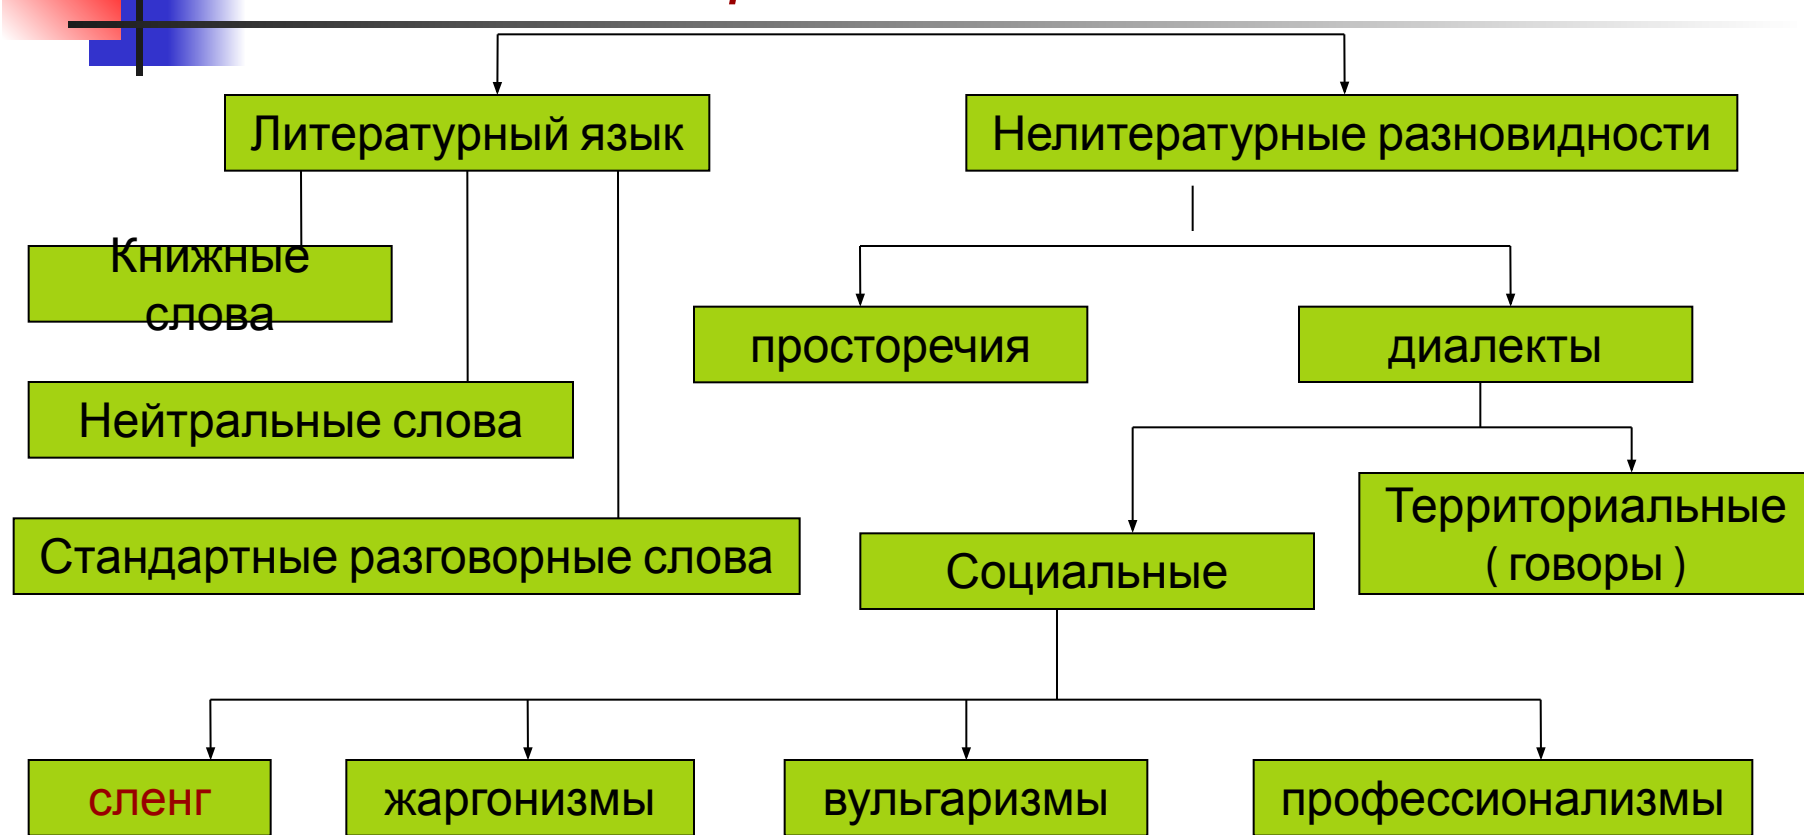 Литературный язык
Нелитературные разновидности
Книжные
слова
просторечия
диалекты
Нейтральные слова
Территориальные
( говоры )
Стандартные разговорные слова
Социальные
сленг
жаргонизмы
вульгаризмы
профессионализмы